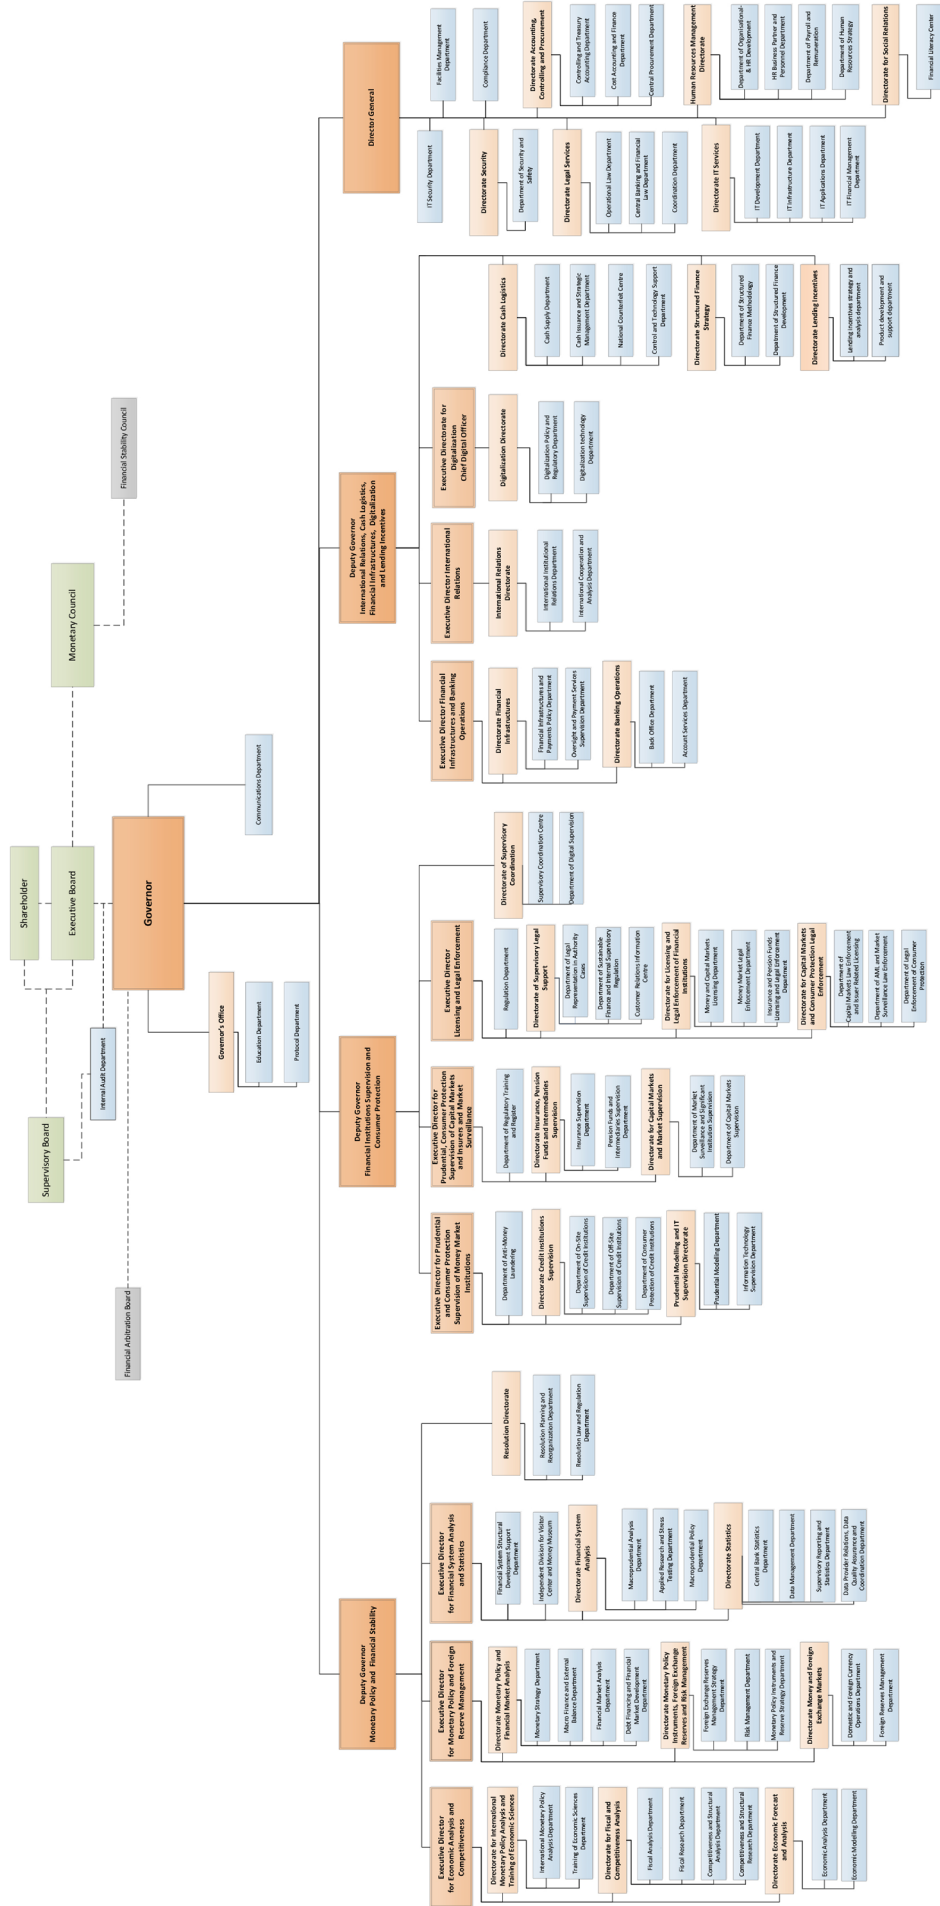 Shareholder
Supervisory Board
Executive Board
Monetary Council
Internal Audit Department
Financial Arbitration Board
Financial Stability Council
Governor
Governor's Office
Education Department
Protocol Department
Communications Department
Deputy Governor
Monetary Policy and Financial Stability
Executive Director
for Economic Analysis and
Competitiveness
Directorate for International
Monetary Policy Analysis and
Training of Economic Sciences
International Monetary Policy
Analysis Department
Training of Economic Sciences
Department
Directorate for Fiscal and
Competitiveness Analysis
Fiscal Analysis Department
Fiscal Research Department
Competitiveness and Structural
Analysis Department
Competitiveness and Structural
Research Department
Directorate Economic Forecast
and Analysis
Economic Analysis Department
Economic Modelling Department
Executive Director
for Monetary Policy and Foreign
Reserve Management
Directorate Monetary Policy and
Financial Market Analysis
Monetary Strategy Department
Macro Finance and External
Balance Department
Financial Market Analysis
Department
Debt Financing and Financial
Market Development
Department
Directorate Monetary Policy
Instruments, Foreign Exchange
Reserves and Risk Management
Foreign Exchange Reserves
Management Strategy
Department
Risk Management Department
Monetary Policy Instruments and
Reserve Strategy Department
Directorate Money and Foreign
Exchange Markets
Domestic and Foreign Currency
Operations Department
Foreign Reserves Management
Department
Executive Director
for Financial System Analysis
and Statistics
Financial System Structural
Development Support
Department
Independent Division for Visitor
Center and Money Museum
Directorate Financial System
Analysis
Macroprudential Analysis
Department
Applied Research and Stress
Testing Department
Macroprudential Policy
Department
Directorate Statistics
Central Bank Statistics
Department
Data Management Department
Supervisory Reporting and
Statistics Department
Data Provider Relations, Data
Quality Assurance and
Coordination Department
Resolution Directorate
Resolution Planning and
Reorganization Department
Resolution Law and Regulation
Department
Deputy Governor
Financial Institutions Supervision and
Consumer Protection
Executive Director for Prudential
and Consumer Protection
Supervision of Money Market
Institutions
Department of Anti-Money
Laundering
Directorate Credit Institutions
Supervision
Department of On-Site
Supervision of Credit Institutions
Department of Off-Site
Supervision of Credit Institutions
Department of Consumer
Protection of Credit Institutions
Prudential Modelling and IT
Supervision Directorate
Prudential Modelling Department
Information Technology
Supervision Department
Executive Director for
Prudential, Consumer Protection
Supervision of Capital Markets
and Insurers and Market
Surveillance
Department of Regulatory Training
and Register
Directorate Insurance, Pension
Funds and Intermediaries
Supervision
Insurance Supervision
Department
Pension Funds and
Intermediaries Supervision
Department
Directorate for Capital Markets
and Market Supervision
Department of Market
Surveillance and Significant
Institution Supervision
Department of Capital Markets
Supervision
Executive Director
Licensing and Legal Enforcement
Regulation Department
Directorate of Supervisory Legal
Support
Department of Legal
Representation in Authority
Cases
Department of Sustainable
Finance and Internal Supervisory
Regulation
Customer Relations Information
Centre
Directorate for Licensing and
Legal Enforcement of Financial
Institutions
Money and Capital Markets
Licensing Department
Money Market Legal
Enforcement Department
Insurance and Pension Funds
Licensing and legal Enforcement
Department
Directorate for Capital Markets
and Consumer Protection Legal
Enforcement
Department of
Capital Markets Law Enforcement
and Issuer Related Licensing
Department of AML and Market
Surveillance Law Enforcement
Department of Legal
Enforcement of Consumer
Protection
Directorate of Supervisory
Coordination
Supervisory Coordination Centre
Department of Digital Supervision
Deputy Governor
International Relations, Cash Logistics,
Financial Infrastructures, Digitalization
and Lending Incentives
Executive Director Financial
Infrastructures and Banking
Operations
Directorate Financial
Infrastructures
Financial Infrastructures and
Payments Policy Department
Oversight and Payment Services
Supervision Department
Directorate Banking Operations
Back Office Department
Account Services Department
Executive Director International
Relations
International Relations
Directorate
International Institutional
Relations Department
International Cooperation and
Analysis Department
Executive Directorate for
Digitalization
Chief Digital Officer
Digitalization Directorate
Digitalization Policy and
Regulatory Department
Digitalization technology
Department
Directorate Cash Logistics
Cash Supply Department
Cash Issuance and Strategic
Management Department
National Counterfeit Centre
Control and Technology Support
Department
Directorate Structured Finance
Strategy
Department of Structured
Finance Methodology
Department of Structured Finance
Development
Directorate Lending Incentives
Lending incentives strategy and
analysis department
Product development and
support department
Director General
IT Security Department
Directorate Security
Department of Security and
Safety
Directorate Legal Services
Operational Law Department
Central Banking and Financial
Law Department
Coordination Department
Directorate IT Services
IT Development Department
IT Infrastructure Department
IT Applications Department
IT Financial Management
Department
Facilities Management
Department
Compliance Department
Directorate Accounting,
Controlling and Procurement
Controlling and Treasury
Accounting Department
Cost Accounting and Finance
Department
Central Procurement Department
Human Resources Management
Directorate
Department of Organisational-
& HR Development
HR Business Partner and
Personnel Department
Department of Payroll and
Remuneration
Department of Human
Resources Strategy
Directorate for Social Relations
Financial Literacy Center